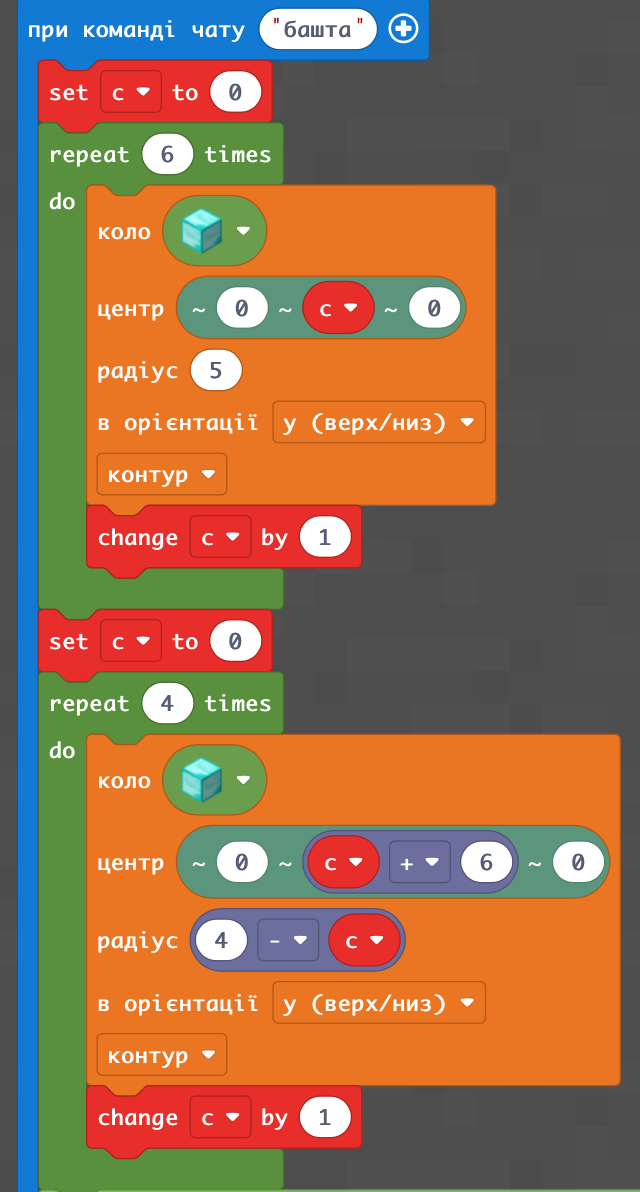 при команді чату "башта"
set c to 0
repeat 6 times
do
коло
центр ~ 0 ~ c ~ 0
радіус 5
в орієнтації y (верх/низ)
контур
change c by 1
set c to 0
repeat 4 times
do
коло
центр ~ 0 ~ c + 6 ~ 0
радіус 4 - c
в орієнтації y (верх/низ)
контур
change c by 1